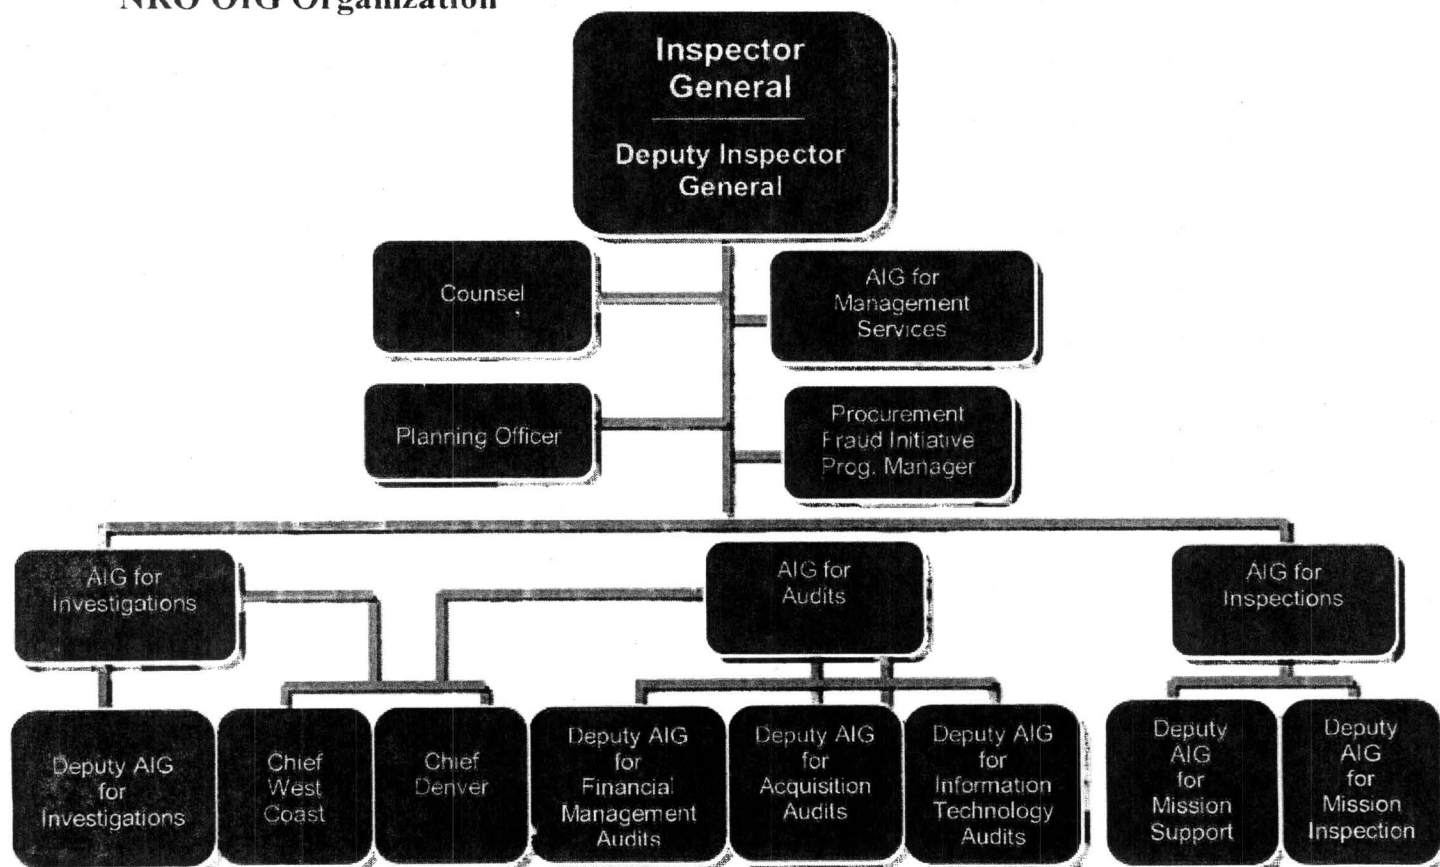 NRO OIG Organization
Inspector
General
Deputy Inspector
General
Counsel
AIG for
Management
Services
Planning Officer
Procurement
Fraud Initiative
Prog. Manager
AIG for
Investigations
AIG for
Audits
AIG for
Inspections
Deputy AIG
for
Investigations
Chief
West
Coast
Chief
Denver
Deputy AIG
for
Financial
Management
Audits
Deputy AIG
for
Acquisition
Audits
Deputy AIG
for
Information
Technology
Audits
Deputy
AIG
for
Mission
Support
Deputy
AIG
for
Mission
Inspection